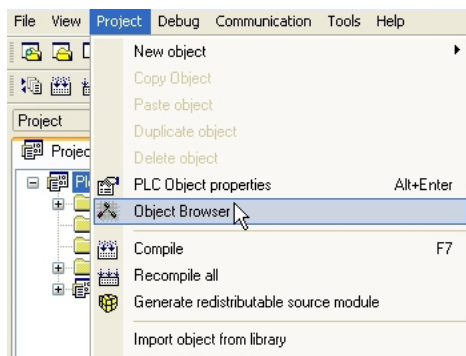 File View Project Debug Communication Tools Help
New object
Copy Object
Paste object
Duplicate object
Delete object
PLC Object properties Alt+Enter
Object Browser
Compile F7
Recompile all
Generate redistributable source module
Import object from library
Project